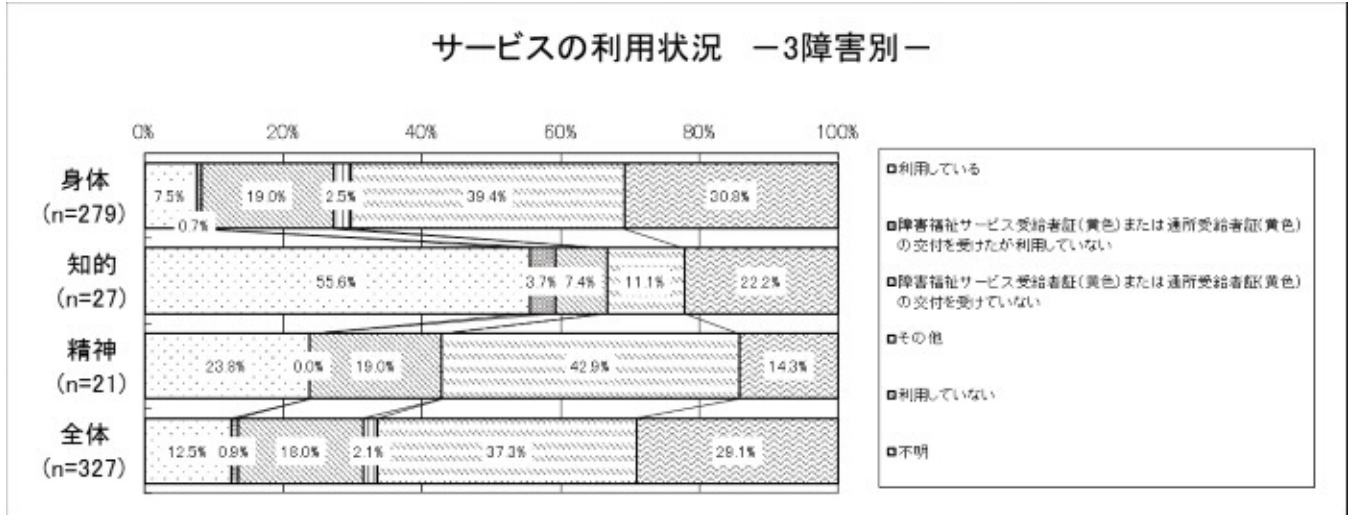 サービスの利用状況 －3障害別－
0% 20% 40% 60% 80% 100%
身体
(n=279)
7.5% 0.7% 19.0% 2.5% 39.4% 30.8%
知的
(n=27)
55.6% 3.7% 7.4% 11.1% 22.2%
精神
(n=21)
23.8% 0.0% 19.0% 42.9% 14.3%
全体
(n=327)
12.5% 0.9% 18.0% 2.1% 37.3% 29.1%
利用している
障害福祉サービス受給者証(黄色)または通所受給者証(黄色)
の交付を受けたが利用していない
障害福祉サービス受給者証(黄色)または通所受給者証(黄色)
の交付を受けていない
その他
利用していない
不明